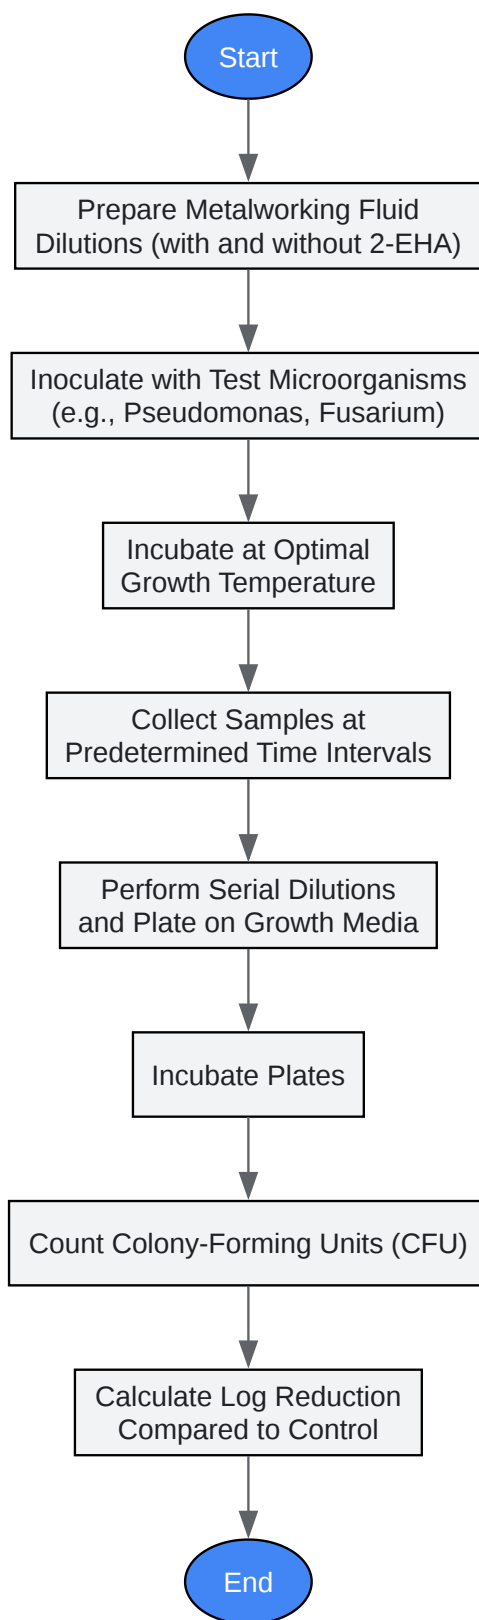 Start
Prepare Metalworking Fluid
Dilutions (with and without 2-EHA)
Inoculate with Test Microorganisms
(e.g., Pseudomonas, Fusarium)
Incubate at Optimal
Growth Temperature
Collect Samples at
Predetermined Time Intervals
Perform Serial Dilutions
and Plate on Growth Media
Incubate Plates
Count Colony-Forming Units (CFU)
Calculate Log Reduction
Compared to Control
End